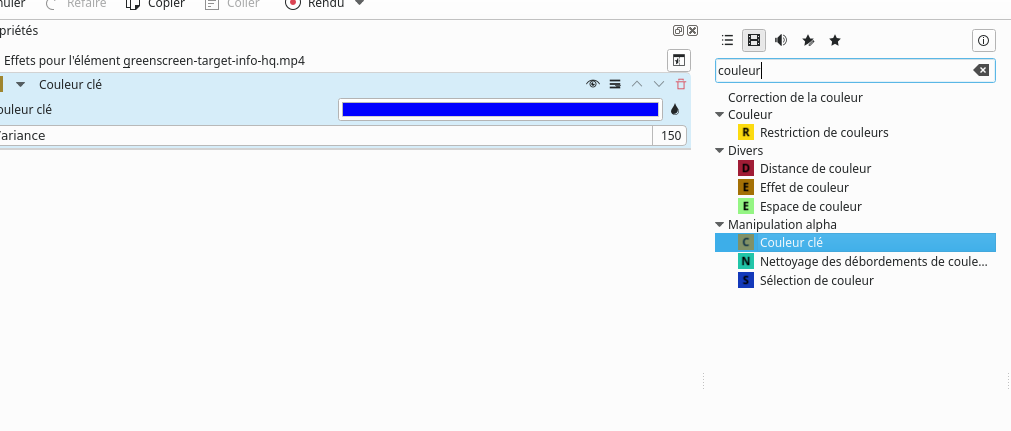 nuler Refaire Copier Coller Rendu
priétés
Effets pour l'élément greenscreen-target-info-hq.mp4
Couleur clé
ouleur clé
ariance 150
couleur
Correction de la couleur
Couleur
R Restriction de couleurs
Divers
D Distance de couleur
E Effet de couleur
E Espace de couleur
Manipulation alpha
C Couleur clé
N Nettoyage des débordements de coule...
S Sélection de couleur